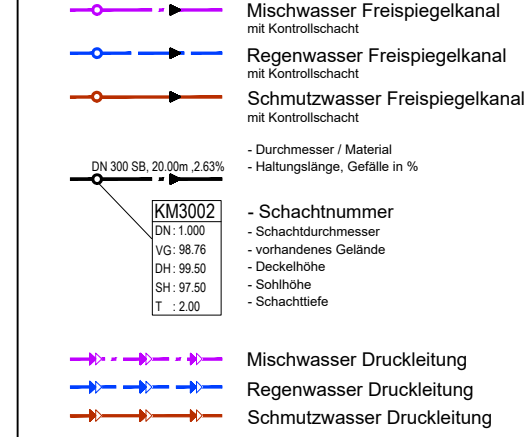 Mischwasser Freispiegelkanal
mit Kontrollschacht
Regenwasser Freispiegelkanal
mit Kontrollschacht
Schmutzwasser Freispiegelkanal
mit Kontrollschacht
- Durchmesser / Material
DN 300 SB, 20.00m ,2.63% - Haltungslänge, Gefälle in %
KM3002 - Schachtnummer
DN : 1.000 - Schachtdurchmesser
VG : 98.76 - vorhandenes Gelände
DH : 99.50 - Deckelhöhe
SH : 97.50 - Sohlhöhe
T : 2.00 - Schachttiefe
Mischwasser Druckleitung
Regenwasser Druckleitung
Schmutzwasser Druckleitung